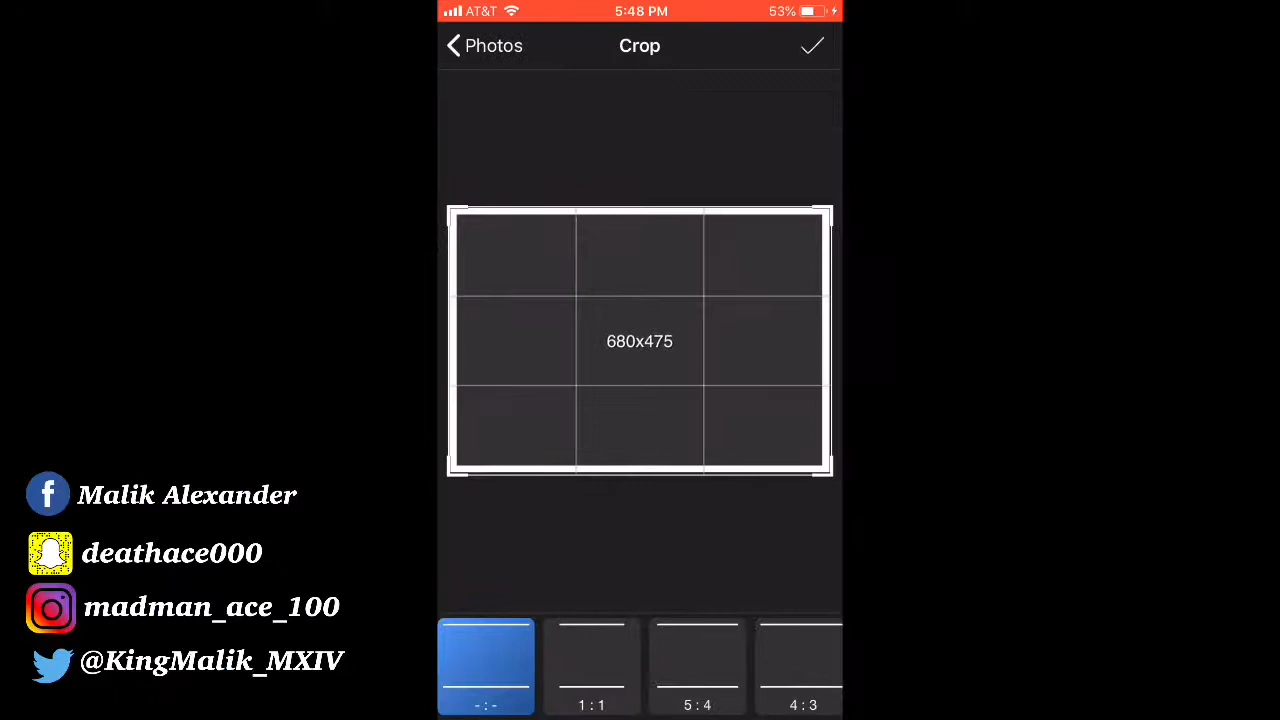 AT&T 5:48 PM 53%
Photos Crop
680x475
Malik Alexander
deathace000
madman_ace_100
@KingMalik_MXIV
- : - 1 : 1 5 : 4 4 : 3